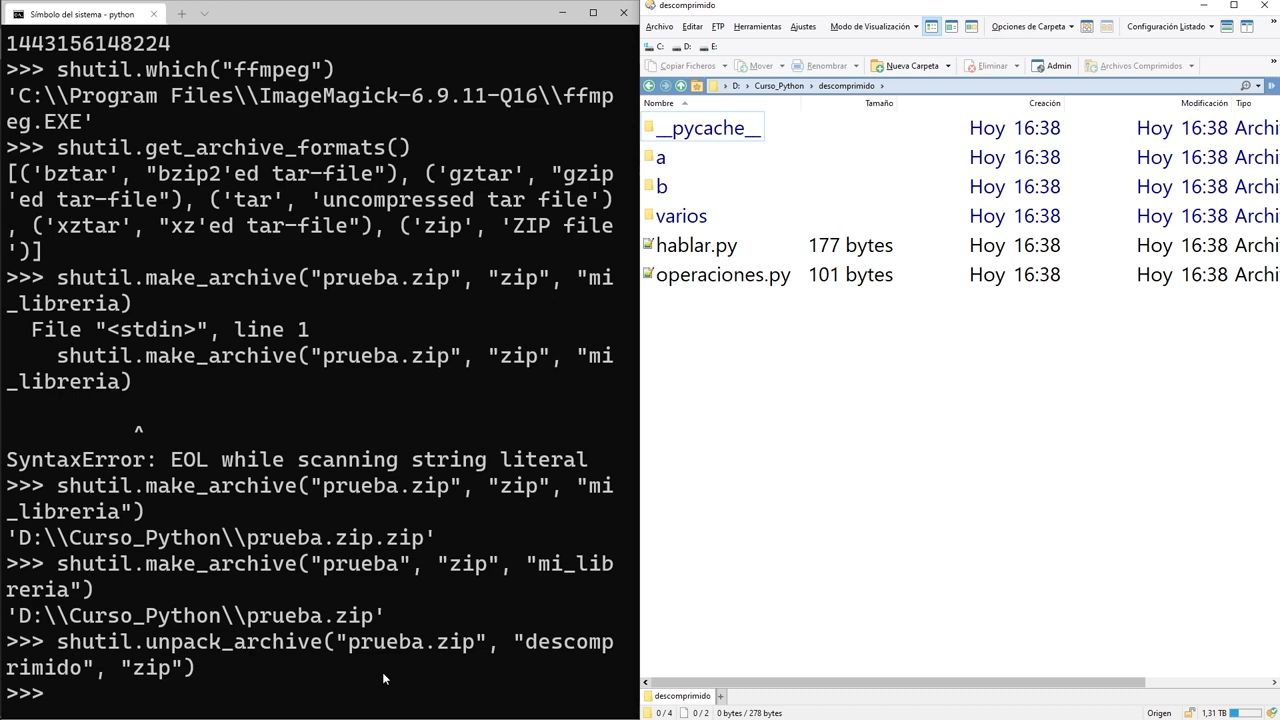 Símbolo del sistema - python
1443156148224
>>> shutil.which("ffmpeg")
'C:\\Program Files\\ImageMagick-6.9.11-Q16\\ffmp
eg.EXE'
>>> shutil.get_archive_formats()
[('bztar', "bzip2'ed tar-file"), ('gztar', "gzip
'ed tar-file"), ('tar', 'uncompressed tar file')
, ('xztar', "xz'ed tar-file"), ('zip', 'ZIP file
')]
>>> shutil.make_archive("prueba.zip", "zip", "mi
_libreria)
  File "<stdin>", line 1
    shutil.make_archive("prueba.zip", "zip", "mi
_libreria)
               ^
SyntaxError: EOL while scanning string literal
>>> shutil.make_archive("prueba.zip", "zip", "mi
_libreria")
'D:\\Curso_Python\\prueba.zip.zip'
>>> shutil.make_archive("prueba", "zip", "mi_lib
reria")
'D:\\Curso_Python\\prueba.zip'
>>> shutil.unpack_archive("prueba.zip", "descomp
rimido", "zip")
>>>
descomprimido
Archivo Editar FTP Herramientas Ajustes Modo de Visualización Opciones de Carpeta Configuración Listado »
C: D: E: »
Copiar Ficheros Mover Renombrar Nueva Carpeta Eliminar Admin Archivos Comprimidos »
D: Curso_Python descomprimido
Nombre Tamaño Creación Modificación Tipo
__pycache__ Hoy 16:38 Hoy 16:38 Archi
a Hoy 16:38 Hoy 16:38 Archi
b Hoy 16:38 Hoy 16:38 Archi
varios Hoy 16:38 Hoy 16:38 Archi
hablar.py 177 bytes Hoy 16:38 Hoy 16:38 Archi
operaciones.py 101 bytes Hoy 16:38 Hoy 16:38 Archi
descomprimido
0 / 4 0 / 2 0 bytes / 278 bytes Origen 1,31 TB